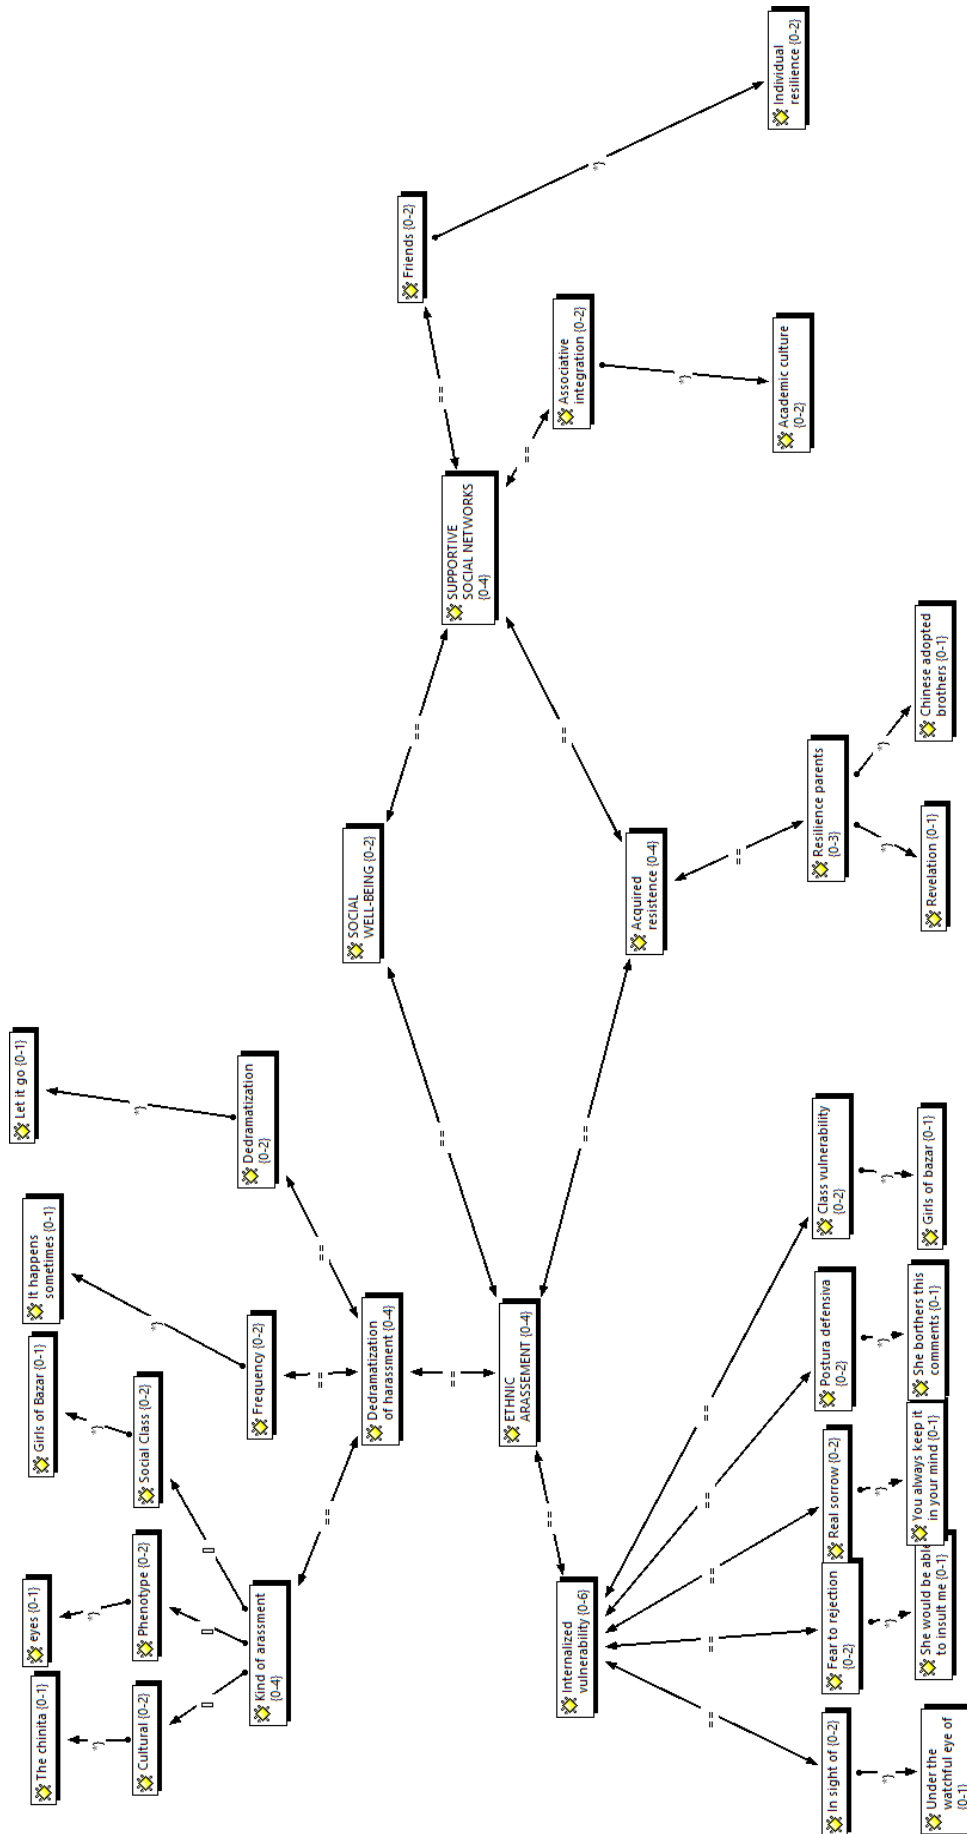 The chinita {0-1}
eyes {0-1}
Girls of Bazar {0-1}
It happens
sometimes {0-1}
Let it go {0-1}
Cultural {0-2}
Phenotype {0-2}
Social Class {0-2}
Kind of arassment
{0-4}
Frequency {0-2}
Dedramatization
{0-2}
Dedramatization
of harassment {0-4}
SOCIAL
WELL-BEING {0-2}
Friends {0-2}
SUPPORTIVE
SOCIAL NETWORKS
{0-4}
ETHNIC
ARASSEMENT {0-4}
Internalized
vulnerability {0-6}
Acquired
resistence {0-4}
Associative
integration {0-2}
Individual
resilience {0-2}
Academic culture
{0-2}
In sight of {0-2}
Fear to rejection
{0-2}
Real sorrow {0-2}
Postura defensiva
{0-2}
Class vulnerability
{0-2}
Resilience parents
{0-3}
Under the
watchful eye of
{0-1}
She would be able
to insult me {0-1}
You always keep it
in your mind {0-1}
She borthers this
comments {0-1}
Girls of bazar {0-1}
Revelation {0-1}
Chinese adopted
brothers {0-1}